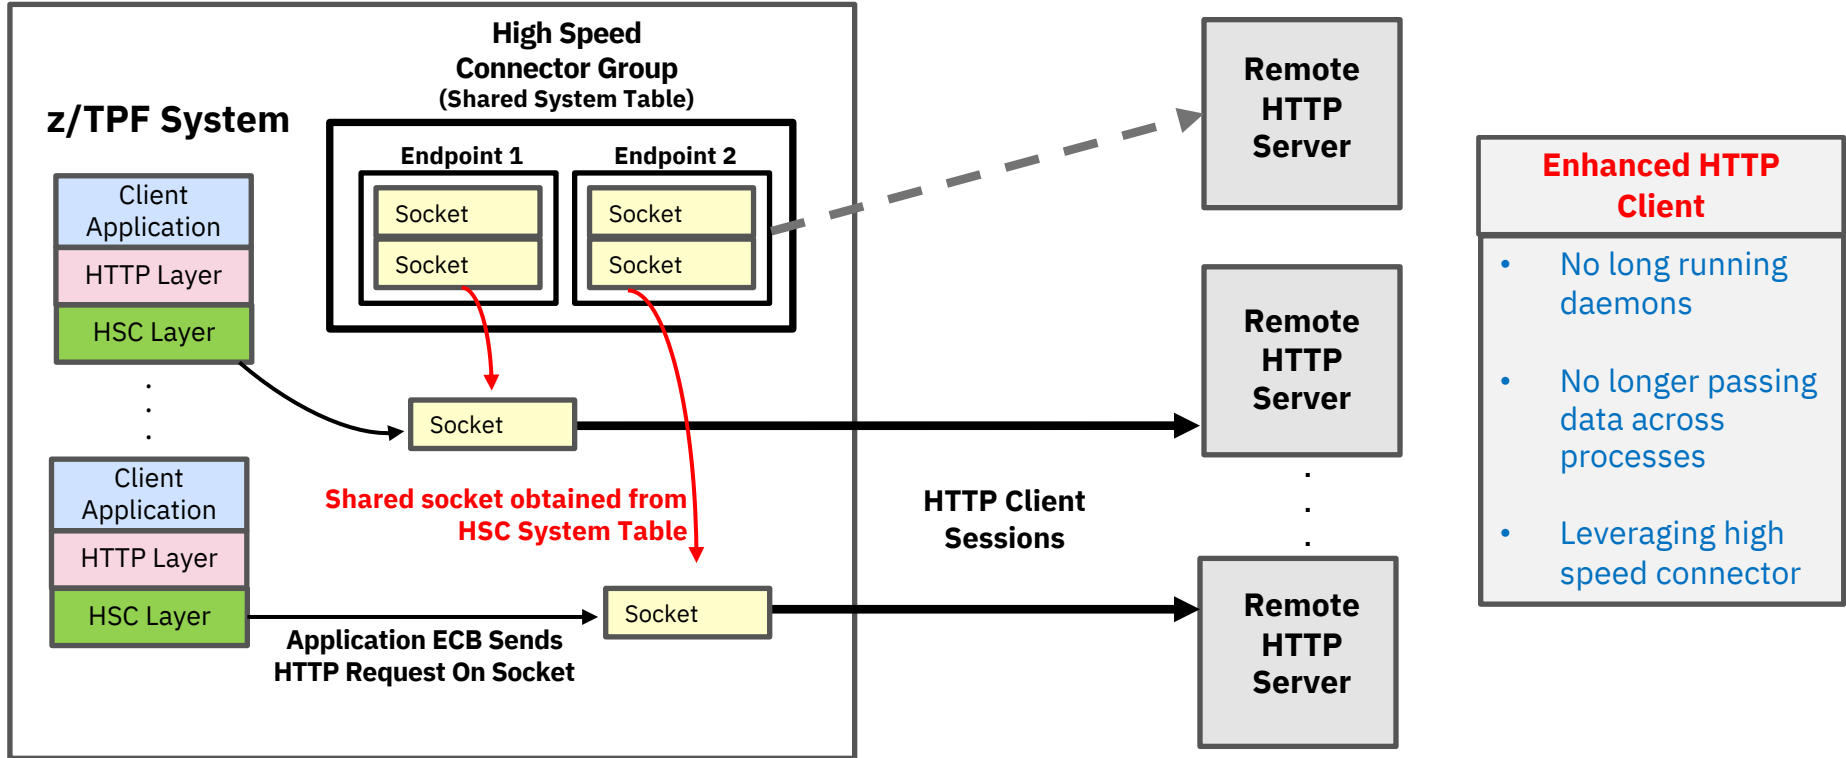 High Speed
Connector Group
(Shared System Table)
z/TPF System
Endpoint 1
Endpoint 2
Socket
Socket
Socket
Socket
Client
Application
HTTP Layer
HSC Layer
.
.
.
Socket
Client
Application
HTTP Layer
HSC Layer
Shared socket obtained from
HSC System Table
Socket
Application ECB Sends
HTTP Request On Socket
HTTP Client
Sessions
Remote
HTTP
Server
Remote
HTTP
Server
.
.
.
Remote
HTTP
Server
Enhanced HTTP
Client
• No long running
daemons
• No longer passing
data across
processes
• Leveraging high
speed connector